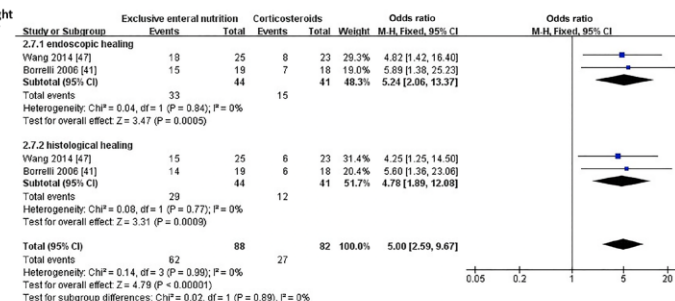 ght
Exclusive enteral nutrition Corticosteroids Odds ratio Odds ratio
Study or Subgroup Events Total Events Total Weight M-H, Fixed, 95% CI M-H, Fixed, 95% CI
2.7.1 endoscopic healing
Wang 2014 [47] 18 25 8 23 29.3% 4.82 [1.42, 16.40]
Borrelli 2006 [41] 15 19 7 18 19.0% 5.89 [1.38, 25.23]
Subtotal (95% CI) 44 41 48.3% 5.24 [2.06, 13.37]
Total events 33 15
Heterogeneity: Chi² = 0.04, df = 1 (P = 0.84); I² = 0%
Test for overall effect: Z = 3.47 (P = 0.0005)
2.7.2 histological healing
Wang 2014 [47] 15 25 6 23 31.4% 4.25 [1.25, 14.50]
Borrelli 2006 [41] 14 19 6 18 20.4% 5.60 [1.36, 23.06]
Subtotal (95% CI) 44 41 51.7% 4.78 [1.89, 12.08]
Total events 29 12
Heterogeneity: Chi² = 0.08, df = 1 (P = 0.77); I² = 0%
Test for overall effect: Z = 3.31 (P = 0.0009)
Total (95% CI) 88 82 100.0% 5.00 [2.59, 9.67]
Total events 62 27
Heterogeneity: Chi² = 0.14, df = 3 (P = 0.99); I² = 0%
Test for overall effect: Z = 4.79 (P < 0.00001)
Test for subgroup differences: Chi² = 0.02, df = 1 (P = 0.89), I² = 0%
0.05 0.2 1 5 20